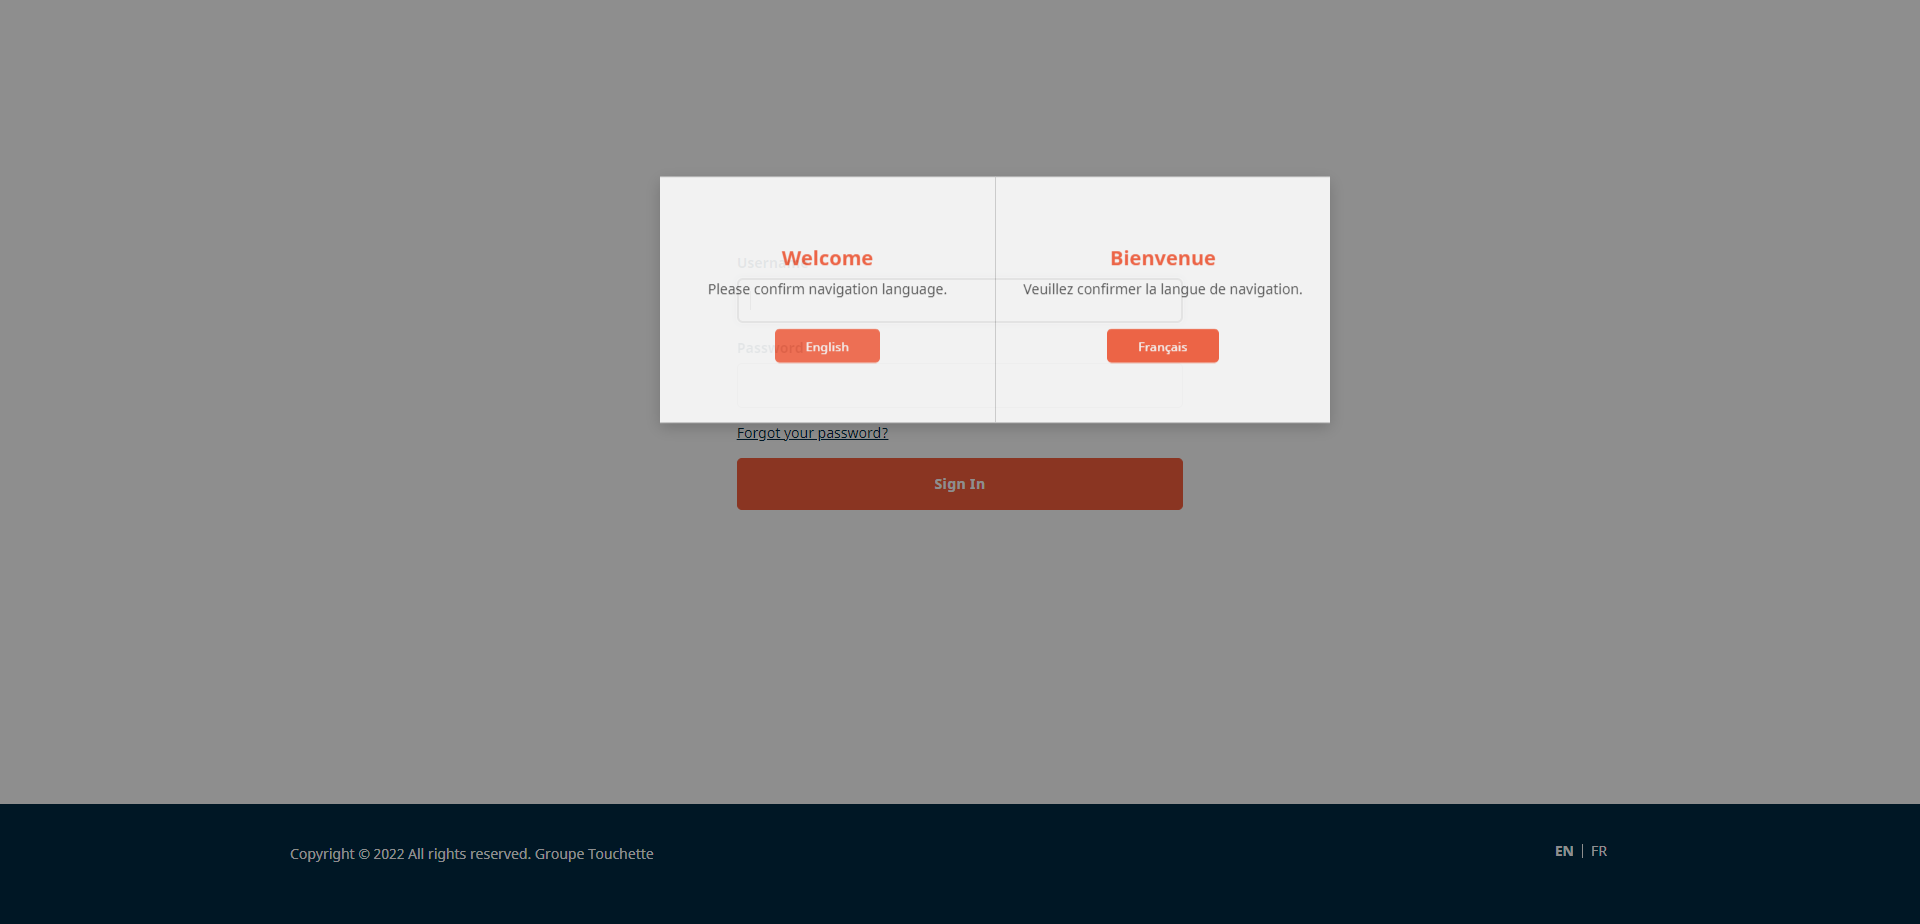 Welcome
Please confirm navigation language.
English
Bienvenue
Veuillez confirmer la langue de navigation.
Français
Password
Forgot your password?
Sign In
Copyright © 2022 All rights reserved. Groupe Touchette
EN | FR